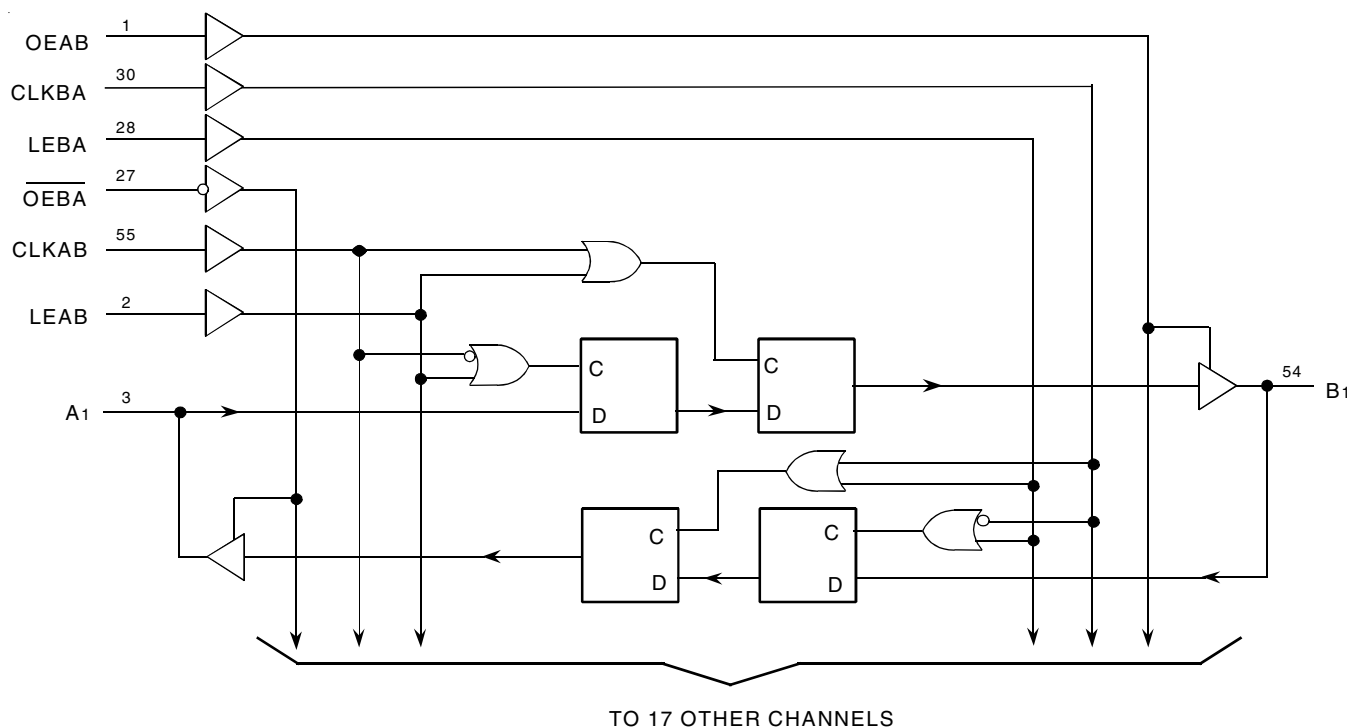 OEAB 1
CLKBA 30
LEBA 28
OEBA 27
CLKAB 55
LEAB 2
C
C
54
B1
A1 3
D
D
C
C
D
D
TO 17 OTHER CHANNELS